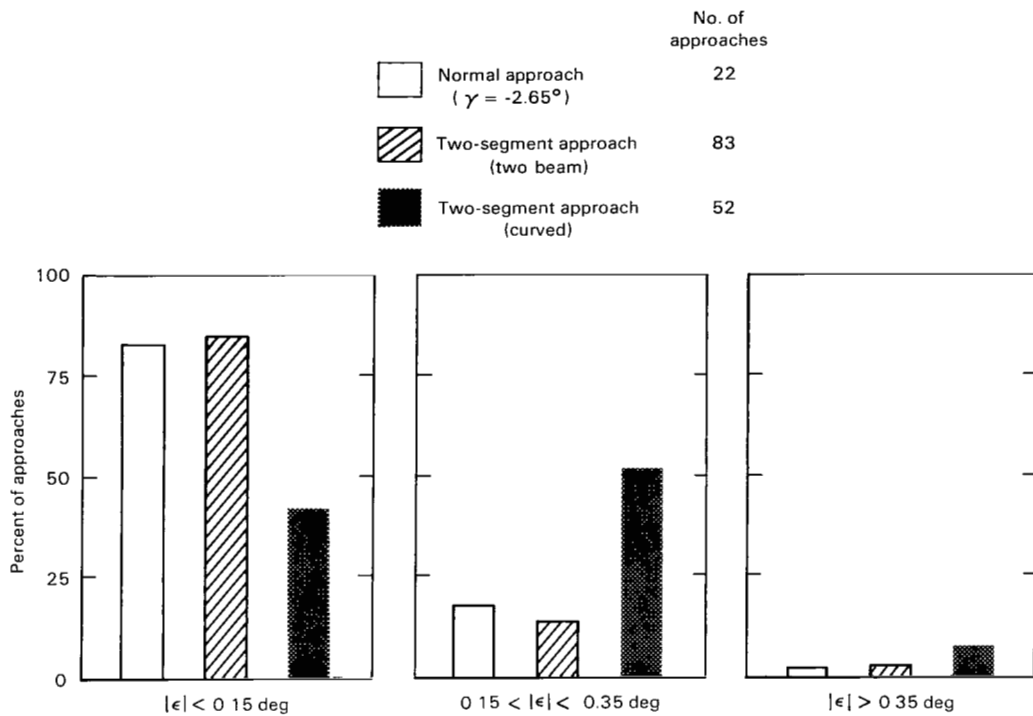 No. of
approaches
Normal approach 22
( γ = -2.65°)
Two-segment approach 83
(two beam)
Two-segment approach 52
(curved)
Percent of approaches
100
75
50
25
0
|ϵ| < 0 15 deg
0 15 < |ϵ| < 0.35 deg
|ϵ| > 0 35 deg